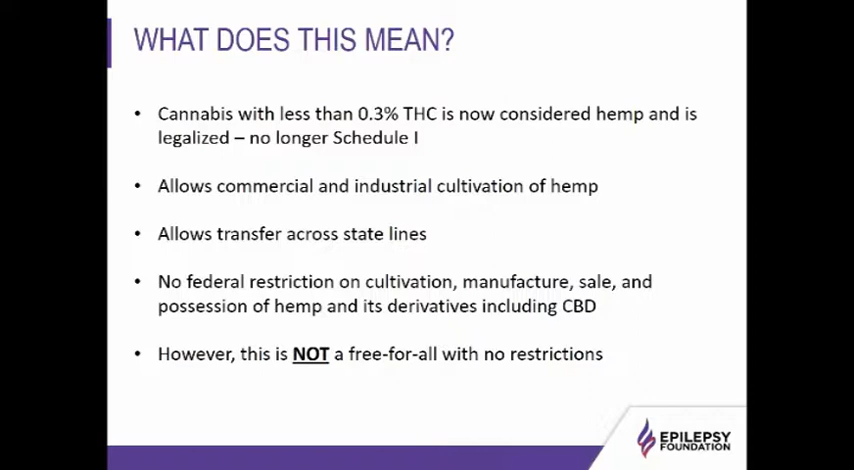 WHAT DOES THIS MEAN?
• Cannabis with less than 0.3% THC is now considered hemp and is
legalized – no longer Schedule I
• Allows commercial and industrial cultivation of hemp
• Allows transfer across state lines
• No federal restriction on cultivation, manufacture, sale, and
possession of hemp and its derivatives including CBD
• However, this is NOT a free-for-all with no restrictions
EPILEPSY
FOUNDATION